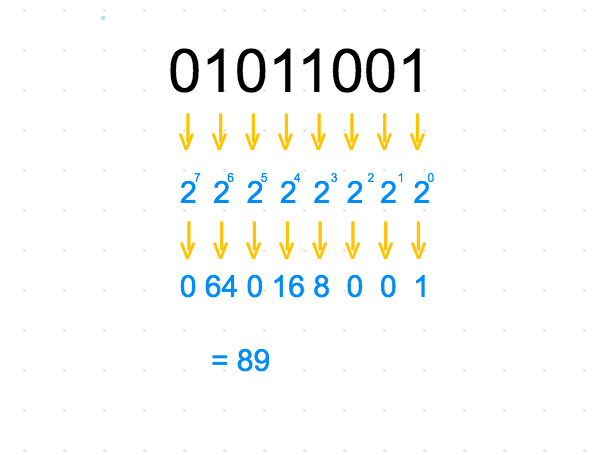 01011001
2⁷ 2⁶ 2⁵ 2⁴ 2³ 2² 2¹ 2⁰
0 64 0 16 8 0 0 1
= 89